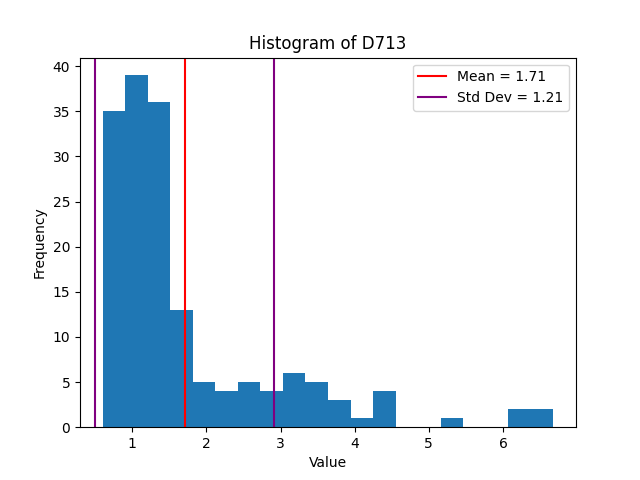 Histogram of D713
Mean = 1.71
Std Dev = 1.21
Frequency
40
35
30
25
20
15
10
5
0
1 2 3 4 5 6
Value